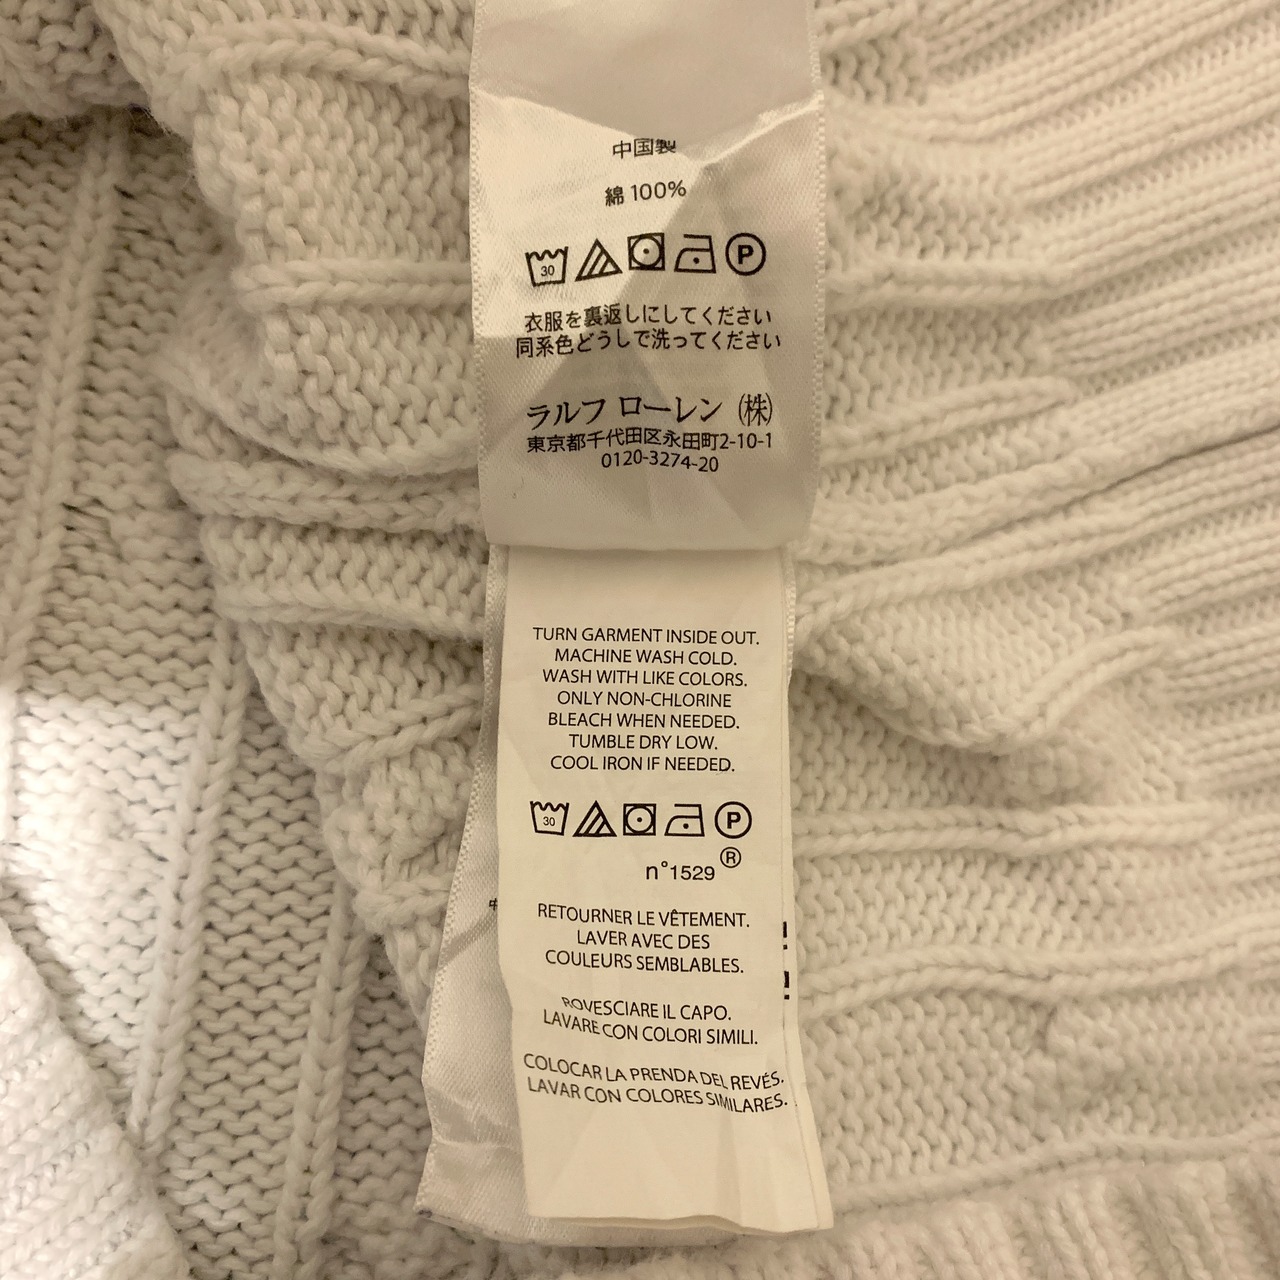 中国製
綿 100%
30 P
衣服を裏返しにしてください
同系色どうしで洗ってください
ラルフ ローレン (株)
東京都千代田区永田町2-10-1
0120-3274-20
TURN GARMENT INSIDE OUT.
MACHINE WASH COLD.
WASH WITH LIKE COLORS.
ONLY NON-CHLORINE
BLEACH WHEN NEEDED.
TUMBLE DRY LOW.
COOL IRON IF NEEDED.
30 P
n°1529 ®
RETOURNER LE VÊTEMENT.
LAVER AVEC DES
COULEURS SEMBLABLES.
ROVESCIARE IL CAPO.
LAVARE CON COLORI SIMILI.
COLOCAR LA PRENDA DEL REVÉS.
LAVAR CON COLORES SIMILARES.